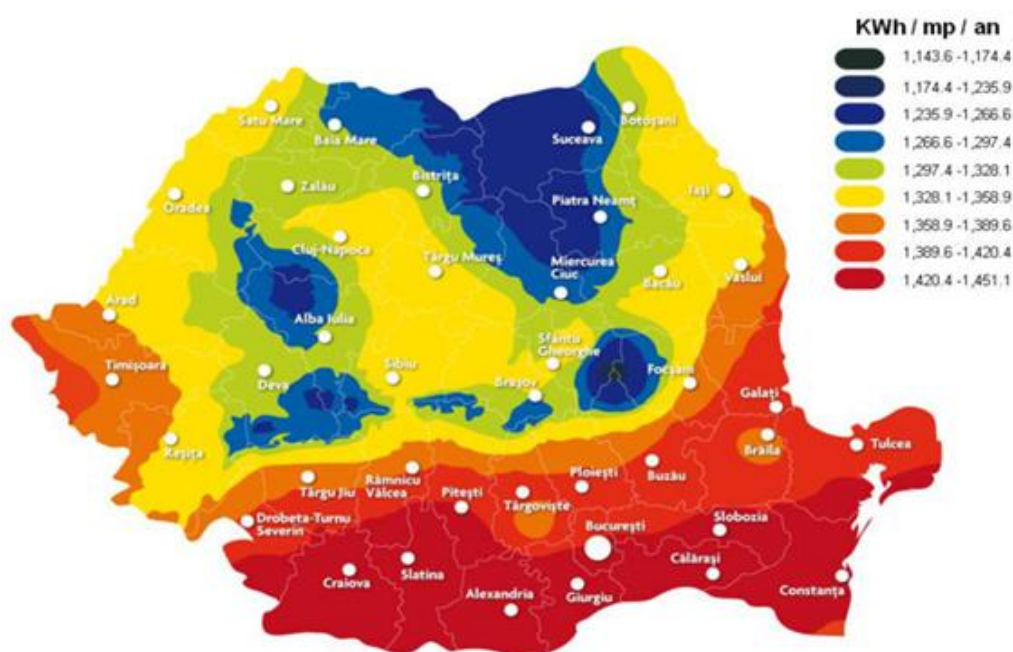 KWh / mp / an
1,143.6 -1,174.4
1,174.4 -1,235.9
1,235.9 -1,266.6
1,266.6 -1,297.4
1,297.4 -1,328.1
1,328.1 -1,358.9
1,358.9 -1,389.6
1,389.6 -1,420.4
1,420.4 -1,451.1
Satu Mare
Baia Mare
Suceava
Botoșani
Zalău
Bistrița
Oradea
Piatra Neamț
Iași
Cluj-Napoca
Târgu Mureș
Miercurea
Ciuc
Bacău
Vaslui
Arad
Alba Iulia
Sfântu
Gheorghe
Timișoara
Deva
Sibiu
Brașov
Focșani
Galați
Reșița
Brăila
Tulcea
Târgu Jiu
Râmnicu
Vâlcea
Pitești
Târgoviște
Ploiești
Buzău
Drobeta-Turnu
Severin
București
Slobozia
Craiova
Slatina
Alexandria
Giurgiu
Călărași
Constanța